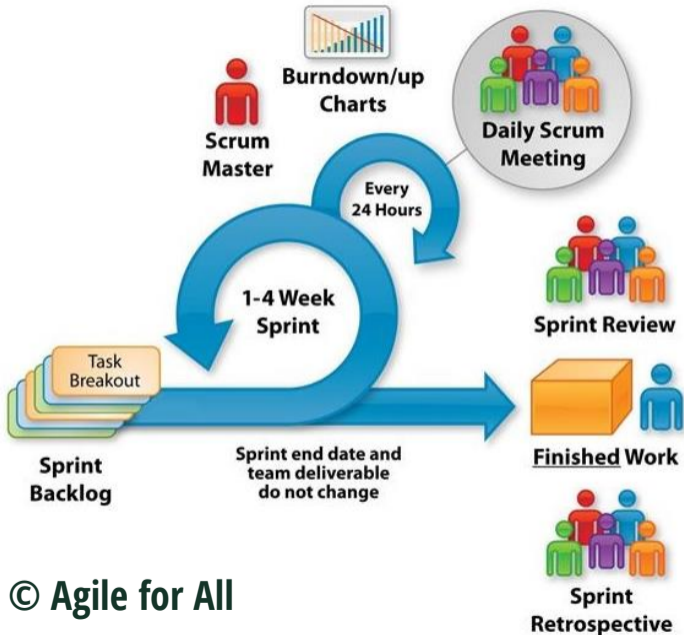 Burndown/up
Charts
Scrum
Master
Daily Scrum
Meeting
Every
24 Hours
1-4 Week
Sprint
Sprint Review
Task
Breakout
Finished Work
Sprint
Backlog
Sprint end date and
team deliverable
do not change
Sprint
Retrospective
© Agile for All